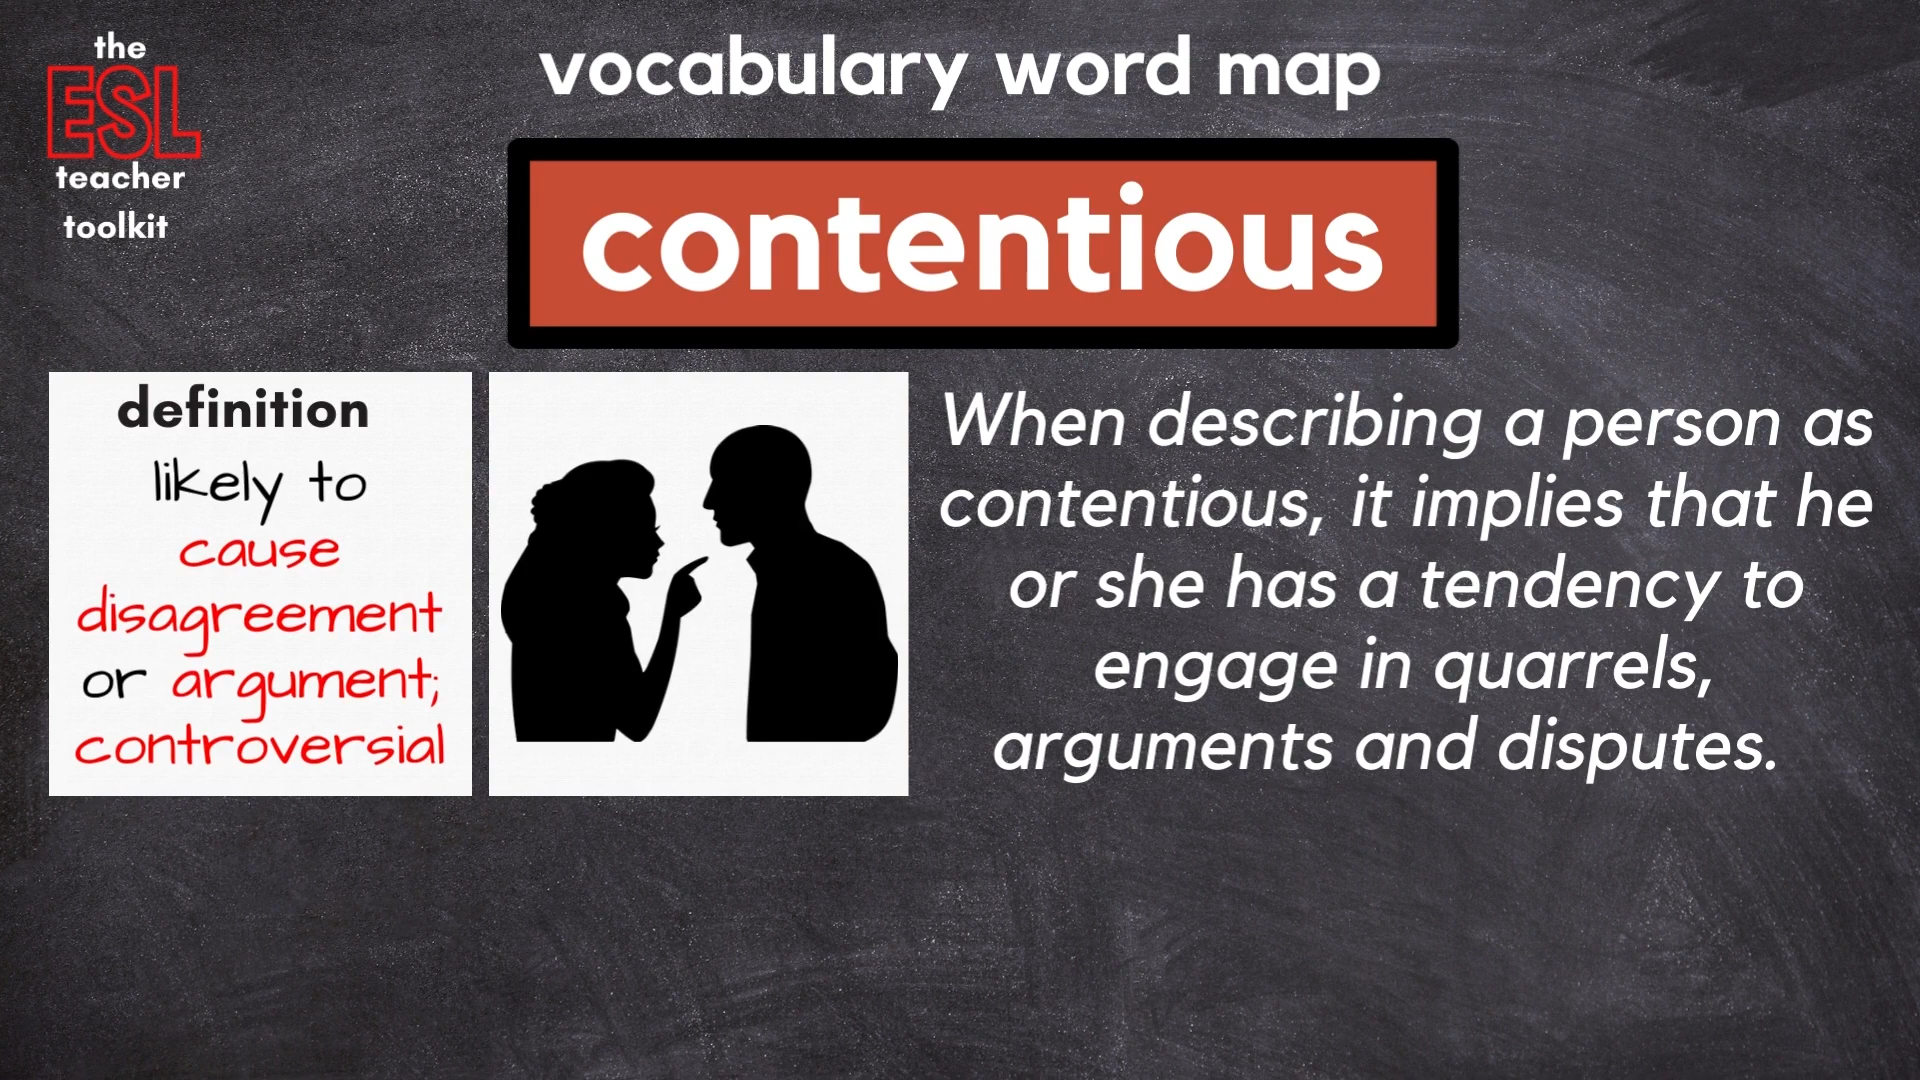 the
ESL
teacher
toolkit
vocabulary word map
contentious
definition
likely to
cause
disagreement
or argument;
controversial
When describing a person as
contentious, it implies that he
or she has a tendency to
engage in quarrels,
arguments and disputes.